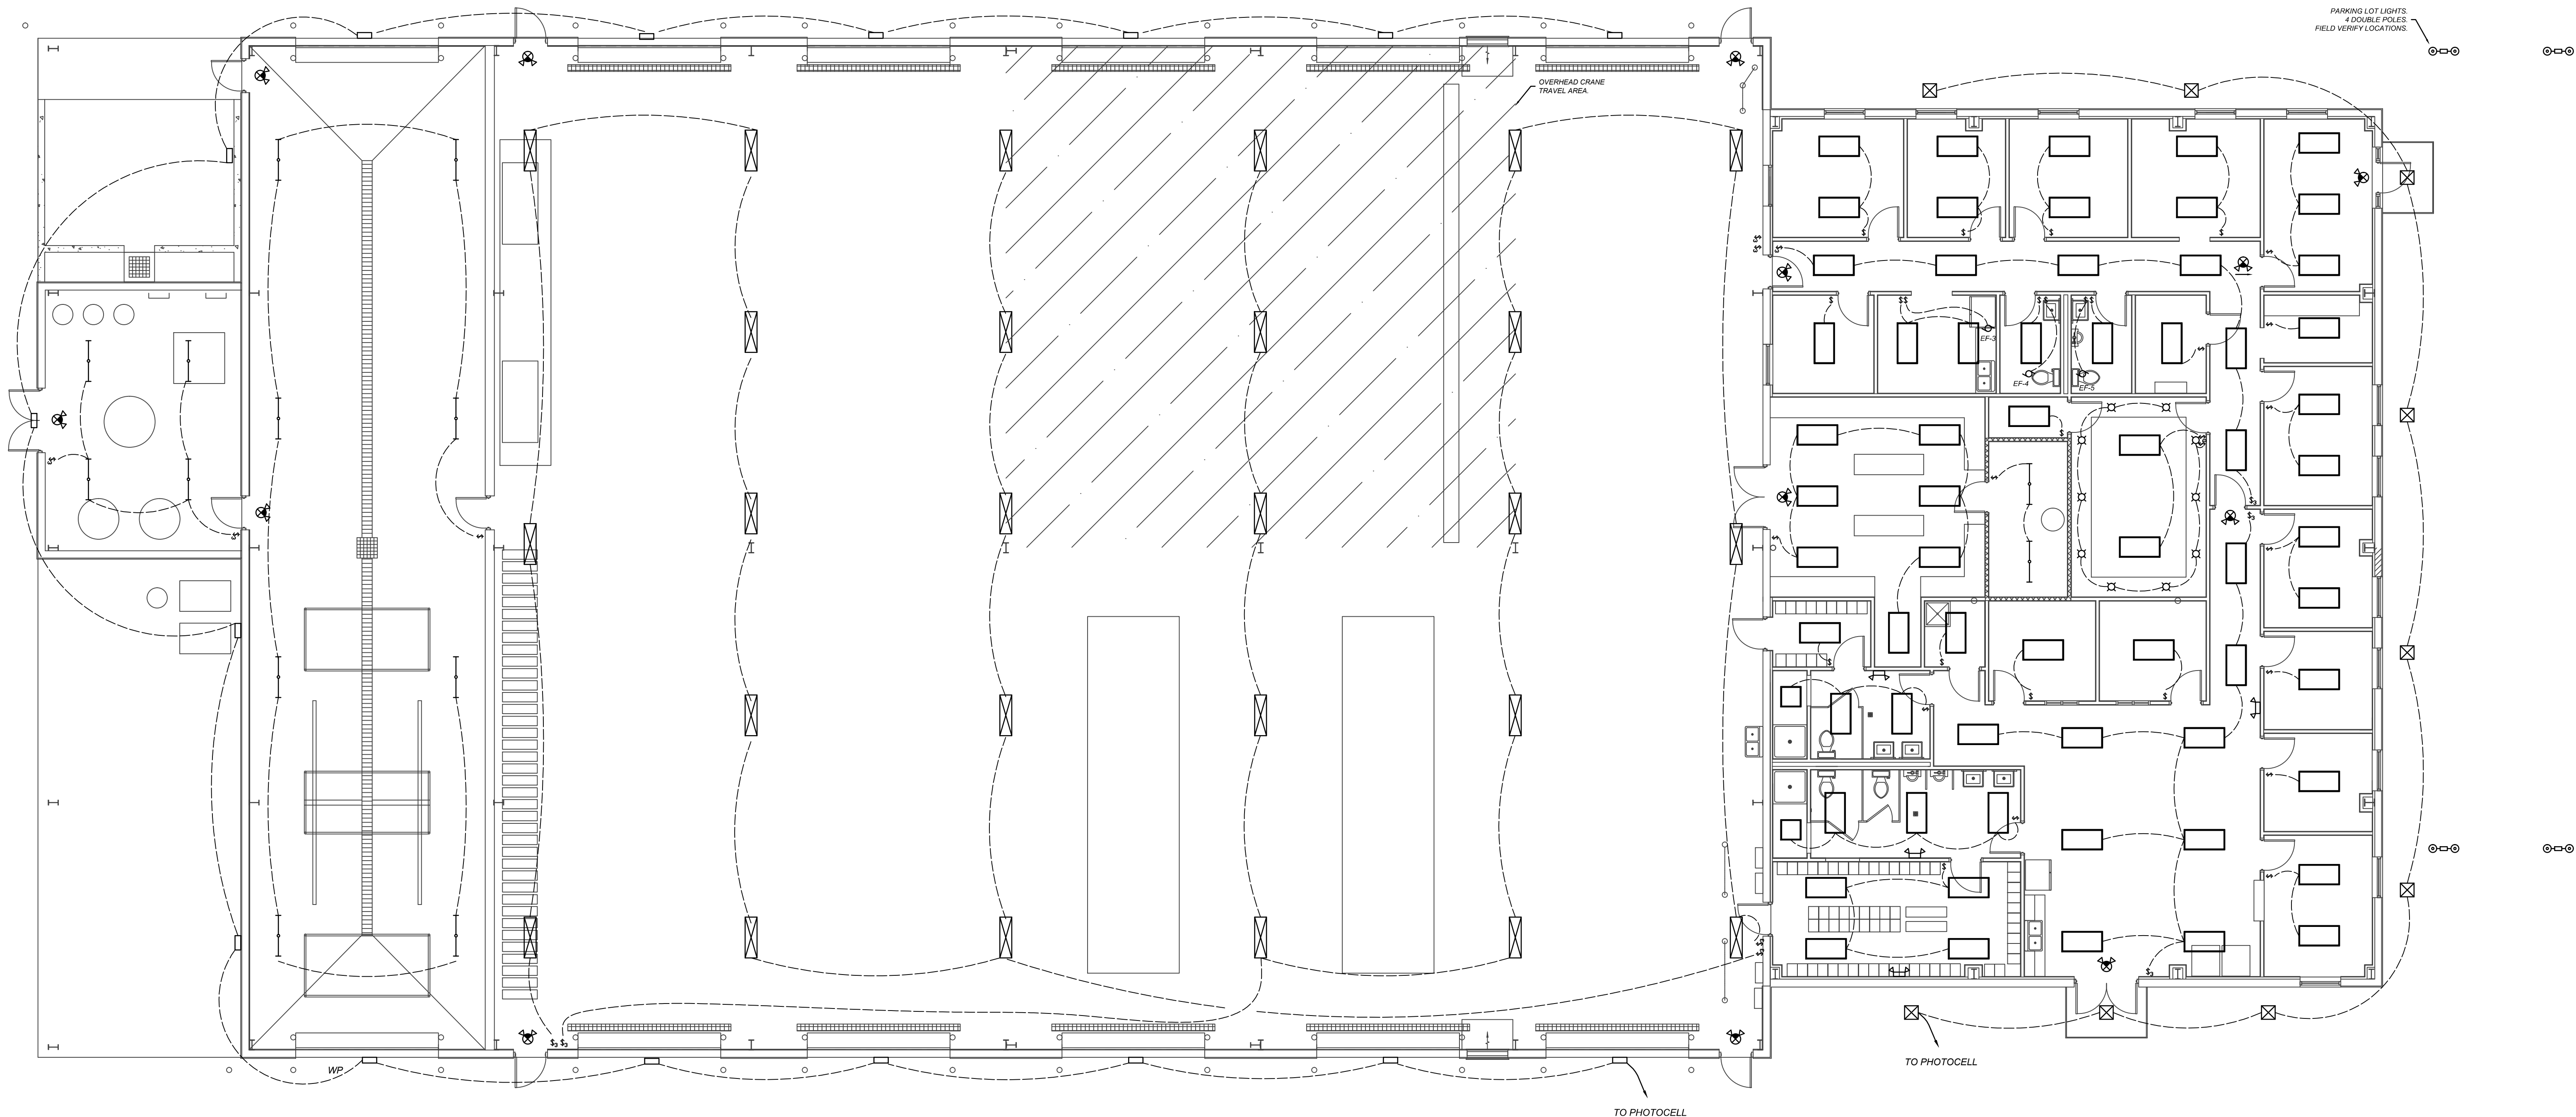 PARKING LOT LIGHTS.
4 DOUBLE POLES.
FIELD VERIFY LOCATIONS.
OVERHEAD CRANE
TRAVEL AREA.
EF-3
EF-4
EF-5
WP
TO PHOTOCELL
TO PHOTOCELL